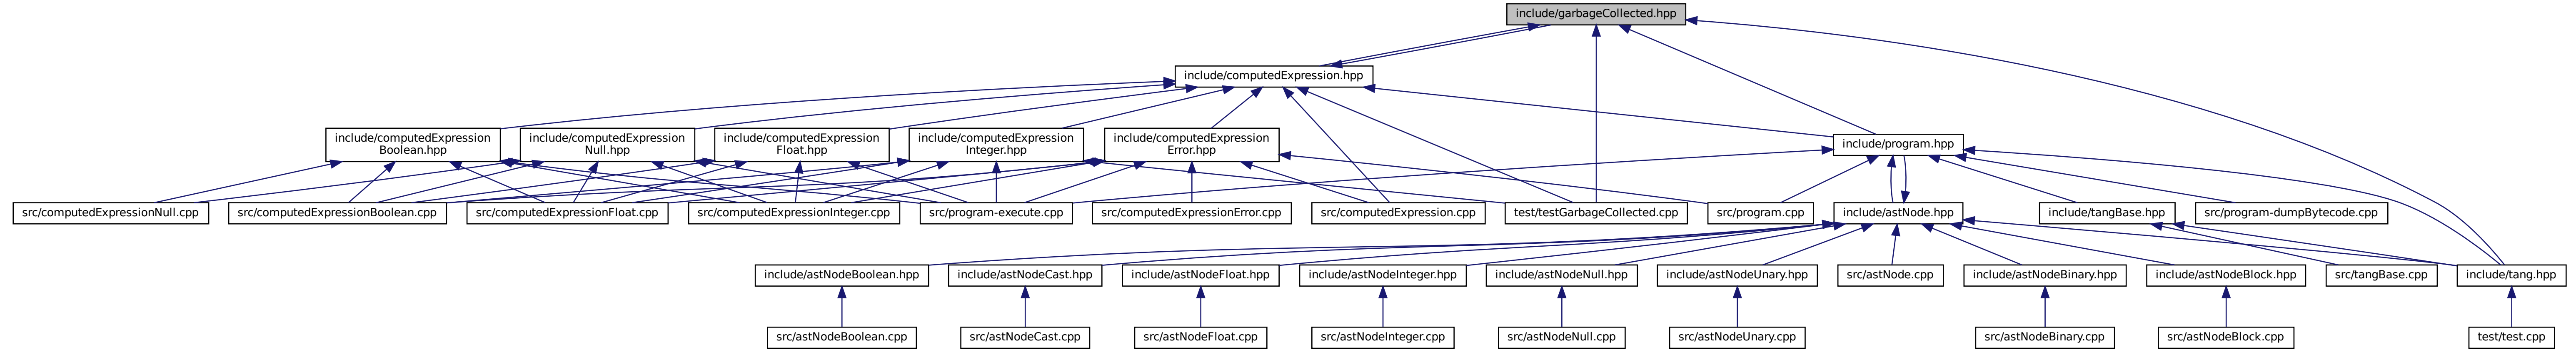 include/garbageCollected.hpp
include/computedExpression.hpp
include/computedExpression
Boolean.hpp
include/computedExpression
Null.hpp
include/computedExpression
Float.hpp
include/computedExpression
Integer.hpp
include/computedExpression
Error.hpp
include/program.hpp
src/computedExpressionNull.cpp
src/computedExpressionBoolean.cpp
src/computedExpressionFloat.cpp
src/computedExpressionInteger.cpp
src/program-execute.cpp
src/computedExpressionError.cpp
src/computedExpression.cpp
test/testGarbageCollected.cpp
src/program.cpp
include/astNode.hpp
include/tangBase.hpp
src/program-dumpBytecode.cpp
include/astNodeBoolean.hpp
include/astNodeCast.hpp
include/astNodeFloat.hpp
include/astNodeInteger.hpp
include/astNodeNull.hpp
include/astNodeUnary.hpp
src/astNode.cpp
include/astNodeBinary.hpp
include/astNodeBlock.hpp
src/tangBase.cpp
include/tang.hpp
src/astNodeBoolean.cpp
src/astNodeCast.cpp
src/astNodeFloat.cpp
src/astNodeInteger.cpp
src/astNodeNull.cpp
src/astNodeUnary.cpp
src/astNodeBinary.cpp
src/astNodeBlock.cpp
test/test.cpp